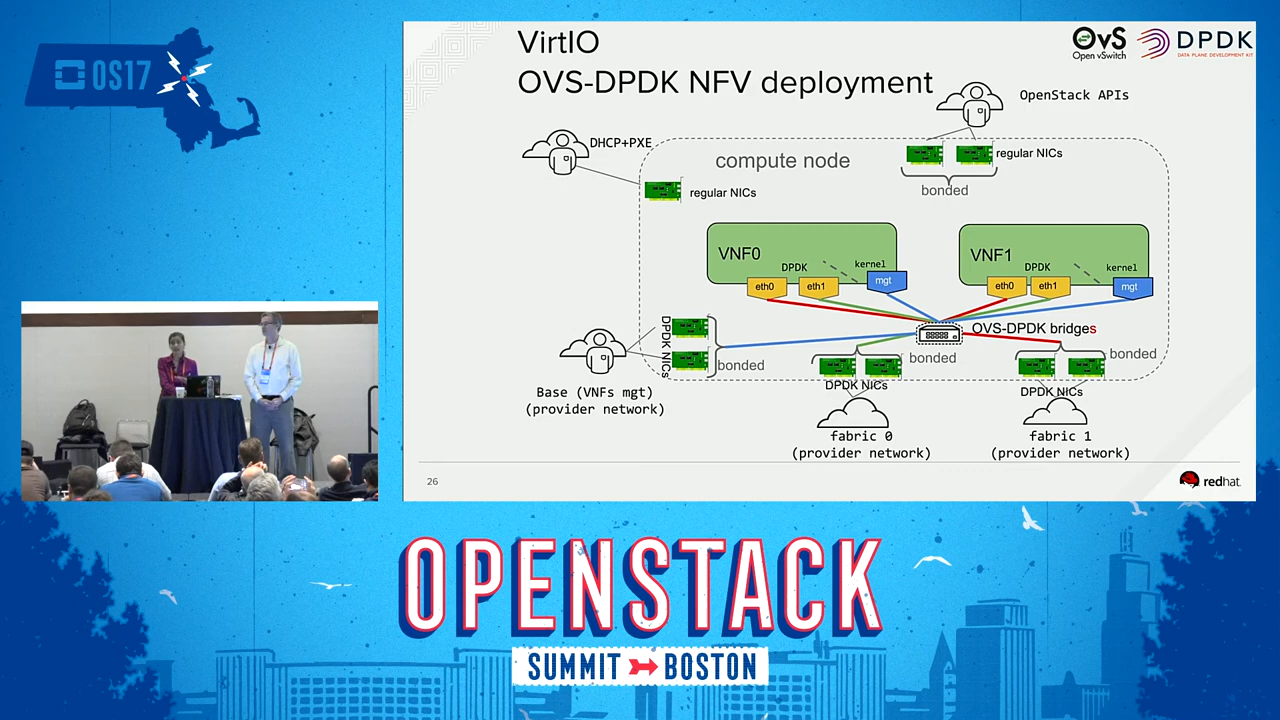 OS17
VirtIO
OVS-DPDK NFV deployment
OvS
Open vSwitch
DPDK
DATA PLANE DEVELOPMENT KIT
OpenStack APIs
DHCP+PXE
compute node
regular NICs
bonded
regular NICs
VNF0
DPDK
kernel
eth0
eth1
mgt
VNF1
DPDK
kernel
eth0
eth1
mgt
OVS-DPDK bridges
DPDK NICs
bonded
bonded
bonded
DPDK NICs
DPDK NICs
Base (VNFs mgt)
(provider network)
fabric 0
(provider network)
fabric 1
(provider network)
26
redhat.
OPENSTACK
SUMMIT BOSTON